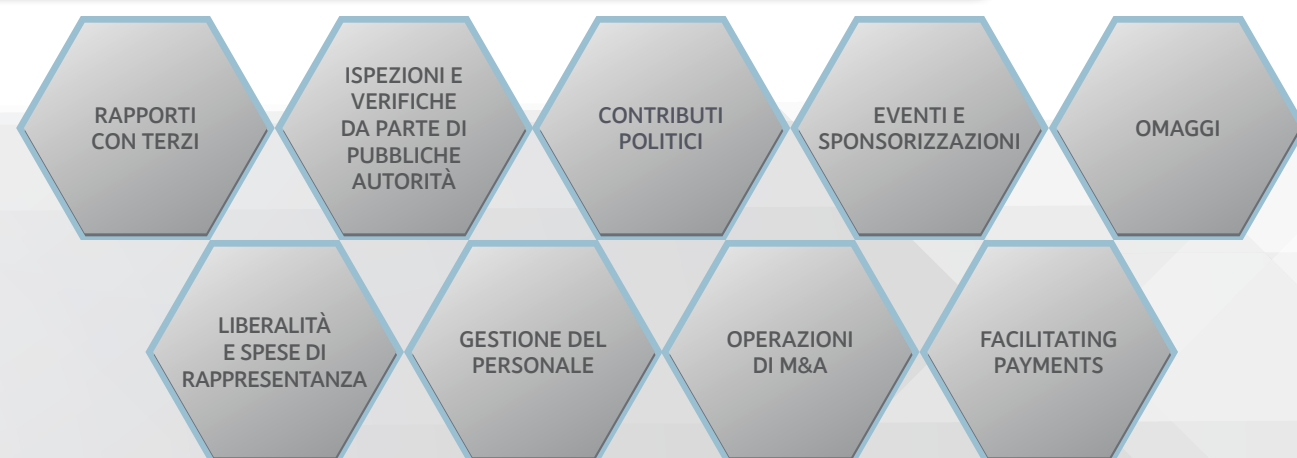 RAPPORTI
CON TERZI
ISPEZIONI E
VERIFICHE
DA PARTE DI
PUBBLICHE
AUTORITÀ
CONTRIBUTI
POLITICI
EVENTI E
SPONSORIZZAZIONI
OMAGGI
LIBERALITÀ
E SPESE DI
RAPPRESENTANZA
GESTIONE DEL
PERSONALE
OPERAZIONI
DI M&A
FACILITATING
PAYMENTS